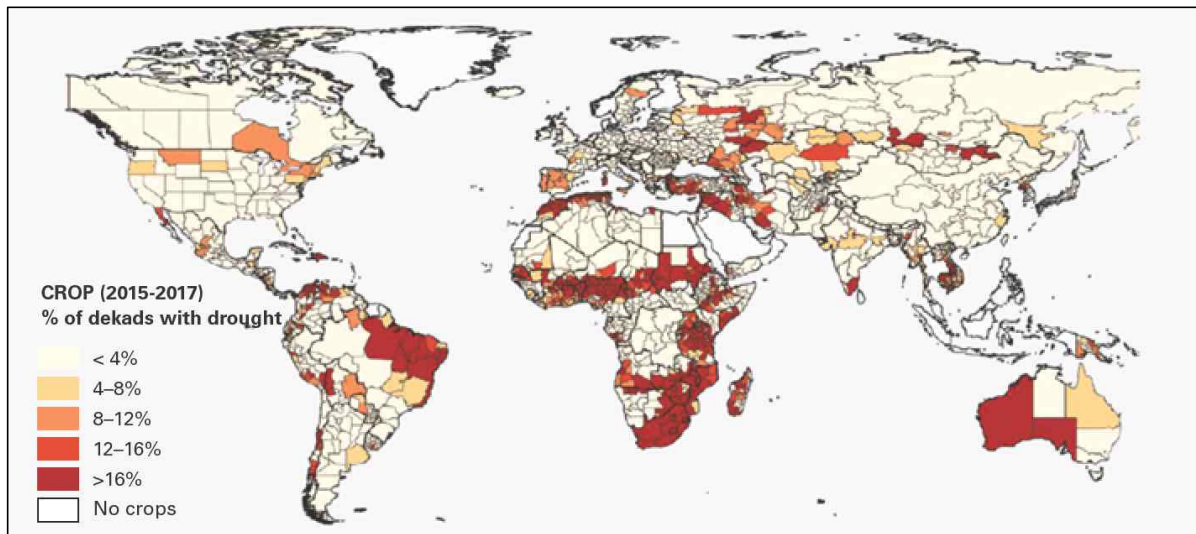 CROP (2015-2017)
% of dekads with drought
< 4%
4–8%
8–12%
12–16%
>16%
No crops